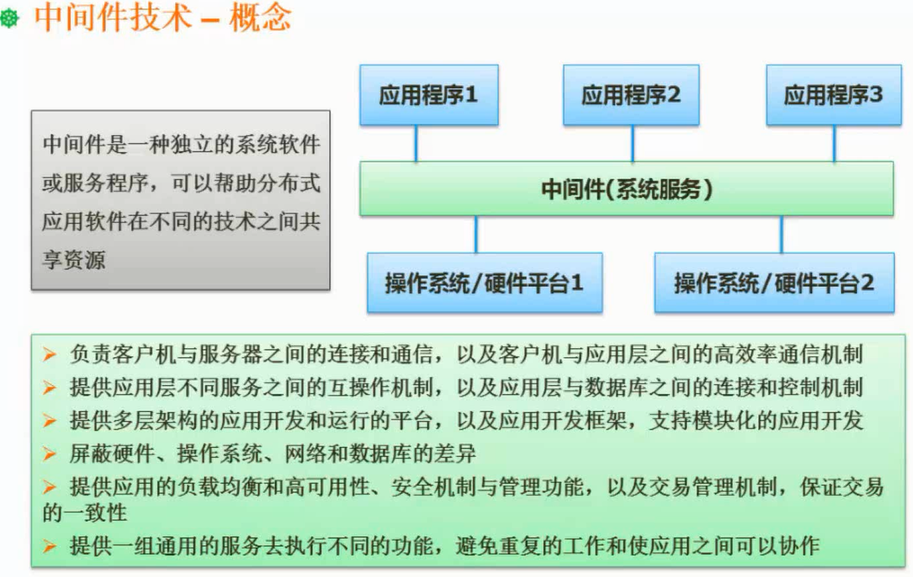 中间件技术 – 概念
应用程序1
应用程序2
应用程序3
中间件是一种独立的系统软件
或服务程序，可以帮助分布式
应用软件在不同的技术之间共
享资源
中间件(系统服务)
操作系统/硬件平台1
操作系统/硬件平台2
负责客户机与服务器之间的连接和通信，以及客户机与应用层之间的高效率通信机制
提供应用层不同服务之间的互操作机制，以及应用层与数据库之间的连接和控制机制
提供多层架构的应用开发和运行的平台，以及应用开发框架，支持模块化的应用开发
屏蔽硬件、操作系统、网络和数据库的差异
提供应用的负载均衡和高可用性、安全机制与管理功能，以及交易管理机制，保证交易
的一致性
提供一组通用的服务去执行不同的功能，避免重复的工作和使应用之间可以协作